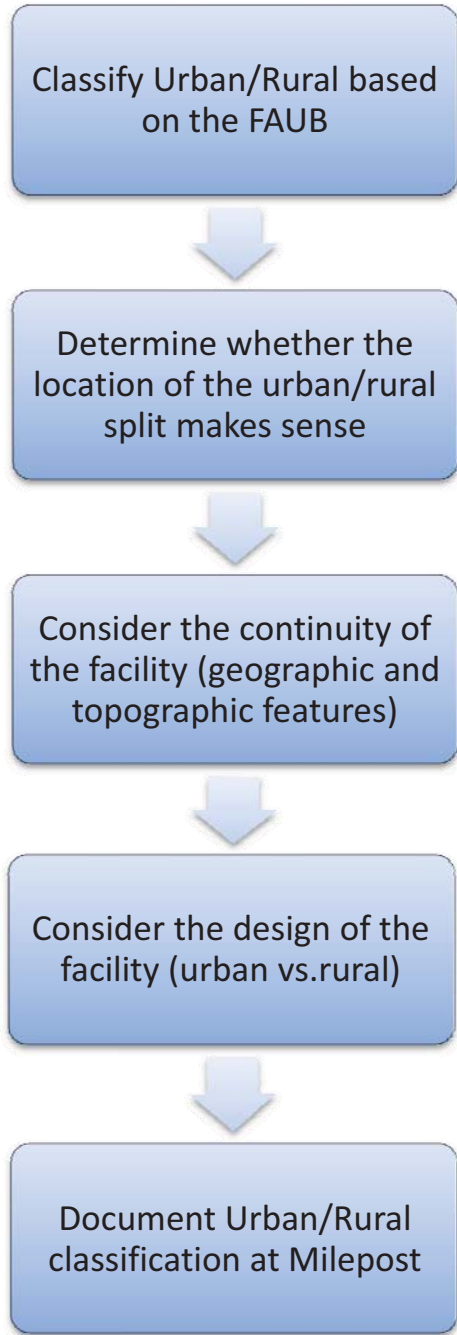 Classify Urban/Rural based
on the FAUB
Determine whether the
location of the urban/rural
split makes sense
Consider the continuity of
the facility (geographic and
topographic features)
Consider the design of the
facility (urban vs.rural)
Document Urban/Rural
classification at Milepost